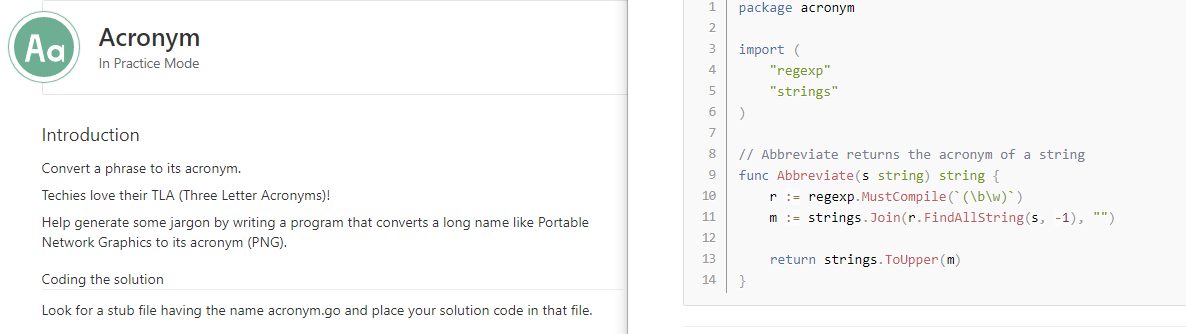 Aa
Acronym
In Practice Mode
Introduction
Convert a phrase to its acronym.
Techies love their TLA (Three Letter Acronyms)!
Help generate some jargon by writing a program that converts a long name like Portable
Network Graphics to its acronym (PNG).
Coding the solution
Look for a stub file having the name acronym.go and place your solution code in that file.
1 package acronym
2
3 import (
4     "regexp"
5     "strings"
6 )
7
8 // Abbreviate returns the acronym of a string
9 func Abbreviate(s string) string {
10     r := regexp.MustCompile(`(\b\w)`)
11     m := strings.Join(r.FindAllString(s, -1), "")
12
13     return strings.ToUpper(m)
14 }